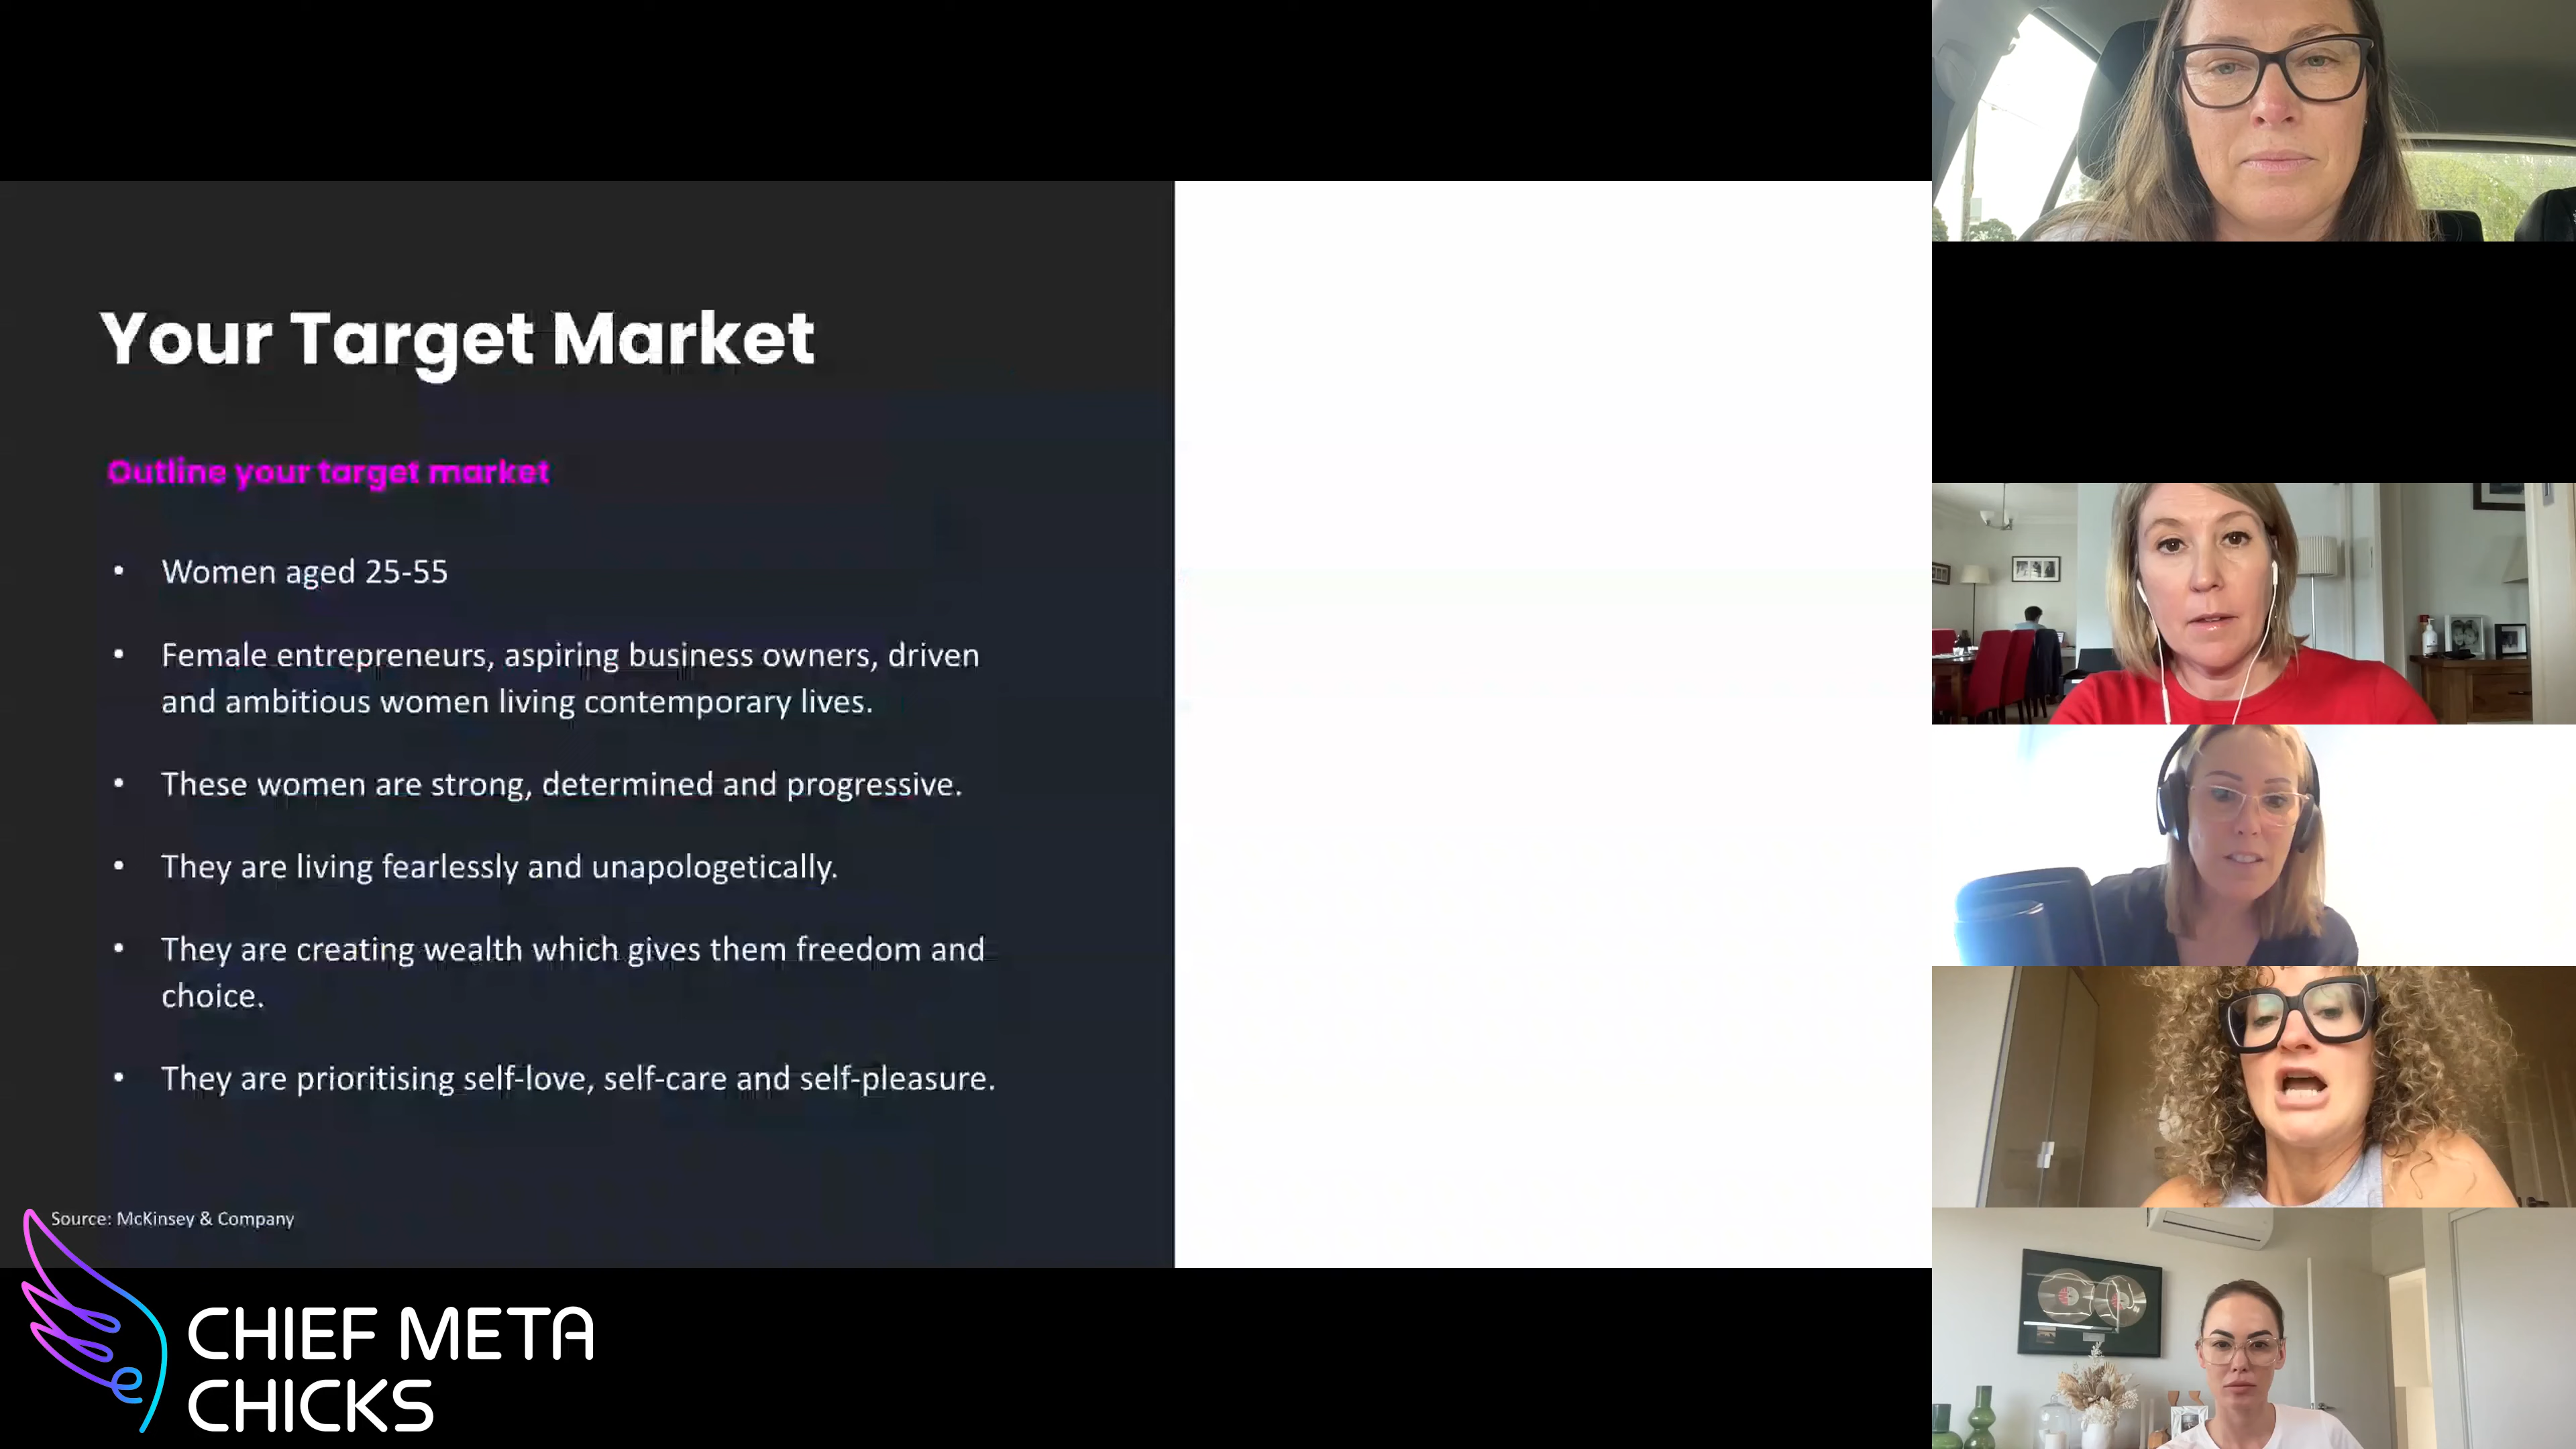 Your Target Market
Outline your target market
• Women aged 25-55
• Female entrepreneurs, aspiring business owners, driven
and ambitious women living contemporary lives.
• These women are strong, determined and progressive.
• They are living fearlessly and unapologetically.
• They are creating wealth which gives them freedom and
choice.
• They are prioritising self-love, self-care and self-pleasure.
Source: McKinsey & Company
CHIEF META
CHICKS